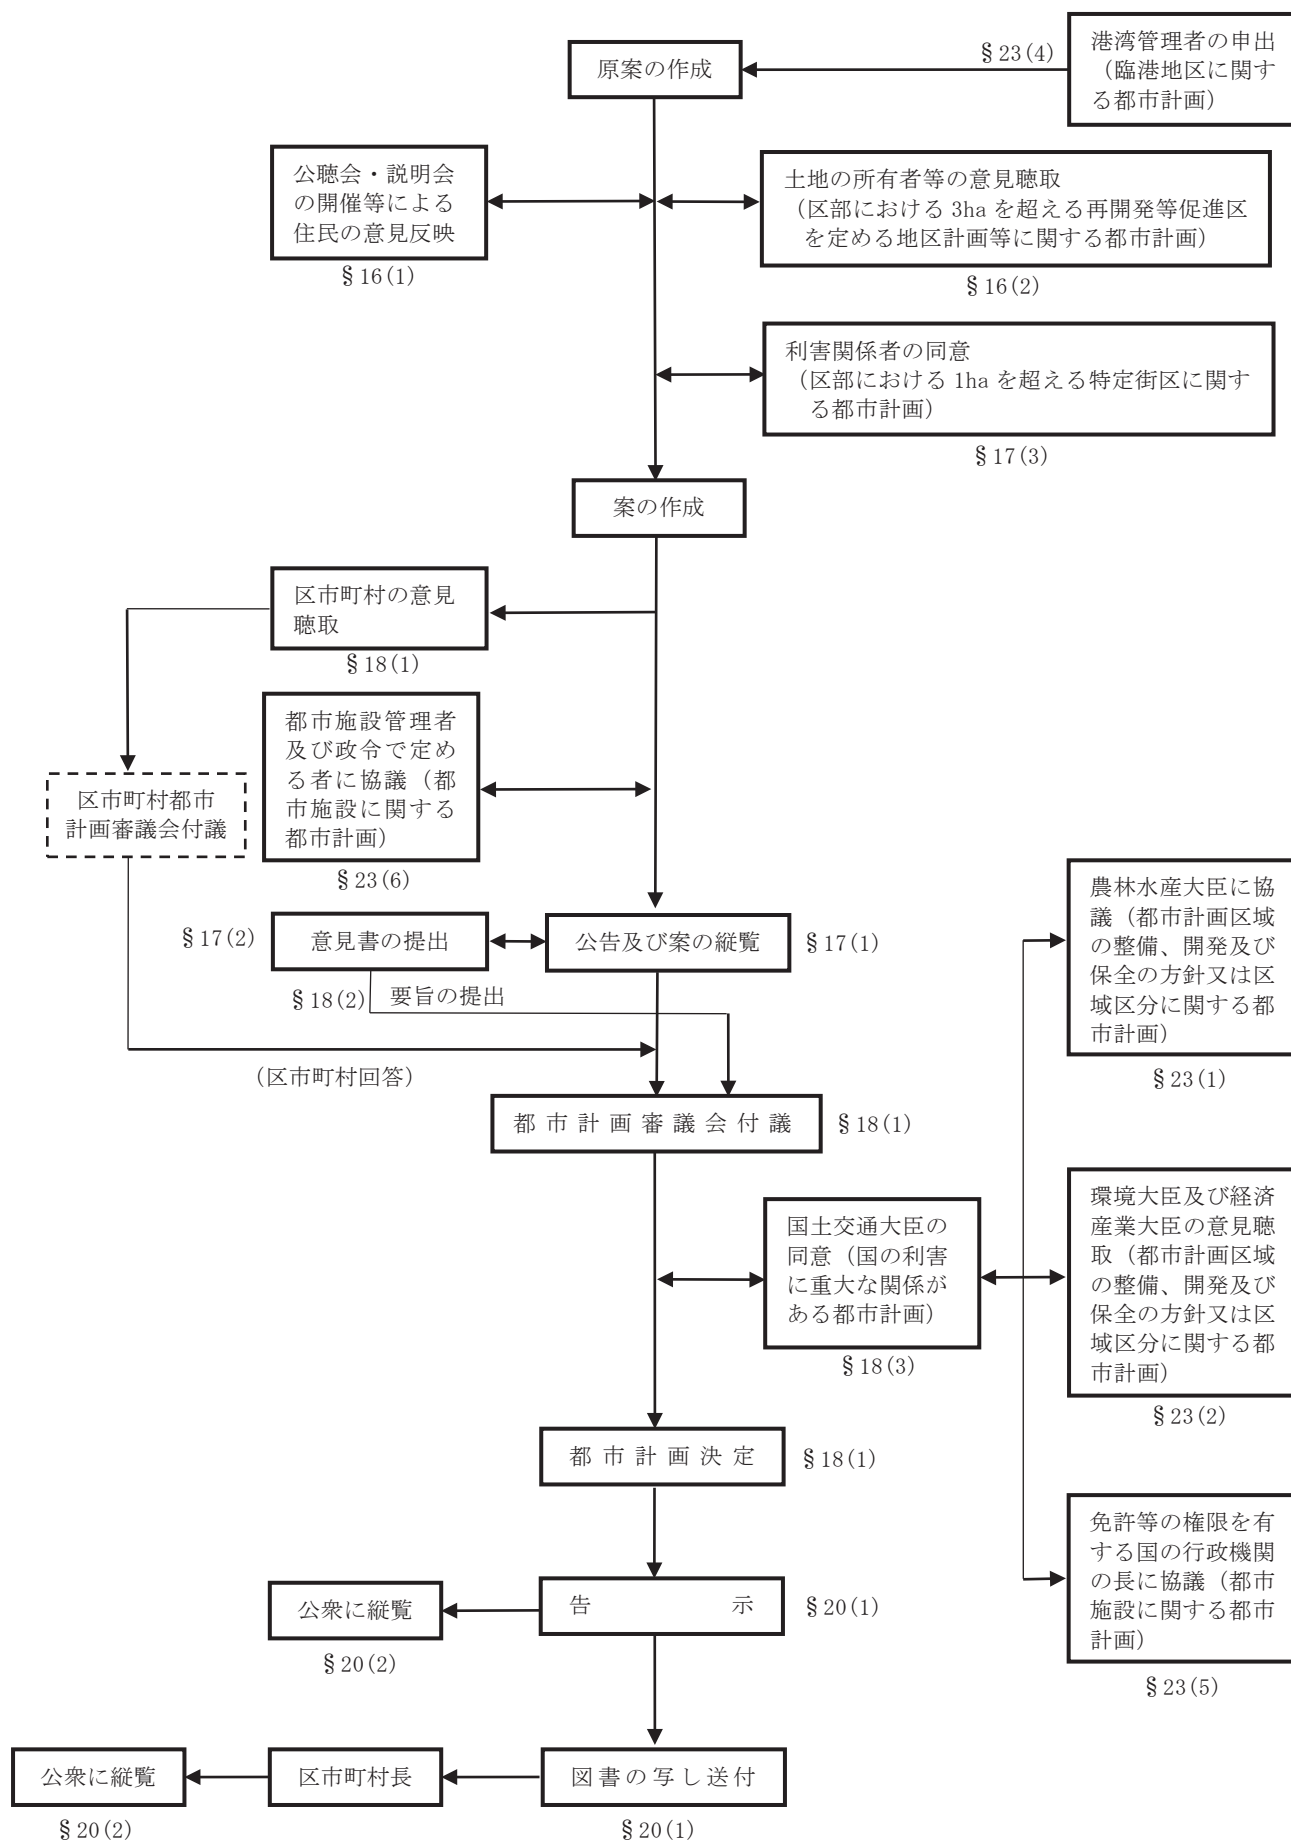 原案の作成
§23(4)
港湾管理者の申出
（臨港地区に関す
る都市計画）
公聴会・説明会
の開催等による
住民の意見反映
§16(1)
土地の所有者等の意見聴取
（区部における 3ha を超える再開発等促進区
を定める地区計画等に関する都市計画）
§16(2)
利害関係者の同意
（区部における 1ha を超える特定街区に関す
る都市計画）
§17(3)
案の作成
区市町村の意見
聴取
§18(1)
都市施設管理者
及び政令で定め
る者に協議（都
市施設に関する
都市計画）
§23(6)
区市町村都市
計画審議会付議
§17(2)
意見書の提出
公告及び案の縦覧
§17(1)
§18(2)
要旨の提出
（区市町村回答）
農林水産大臣に協
議（都市計画区域
の整備、開発及び
保全の方針又は区
域区分に関する都
市計画）
§23(1)
都市計画審議会付議
§18(1)
国土交通大臣の
同意（国の利害
に重大な関係が
ある都市計画）
§18(3)
環境大臣及び経済
産業大臣の意見聴
取（都市計画区域
の整備、開発及び
保全の方針又は区
域区分に関する都
市計画）
§23(2)
都市計画決定
§18(1)
免許等の権限を有
する国の行政機関
の長に協議（都市
施設に関する都市
計画）
§23(5)
告示
§20(1)
公衆に縦覧
§20(2)
公衆に縦覧
§20(2)
区市町村長
図書の写し送付
§20(1)